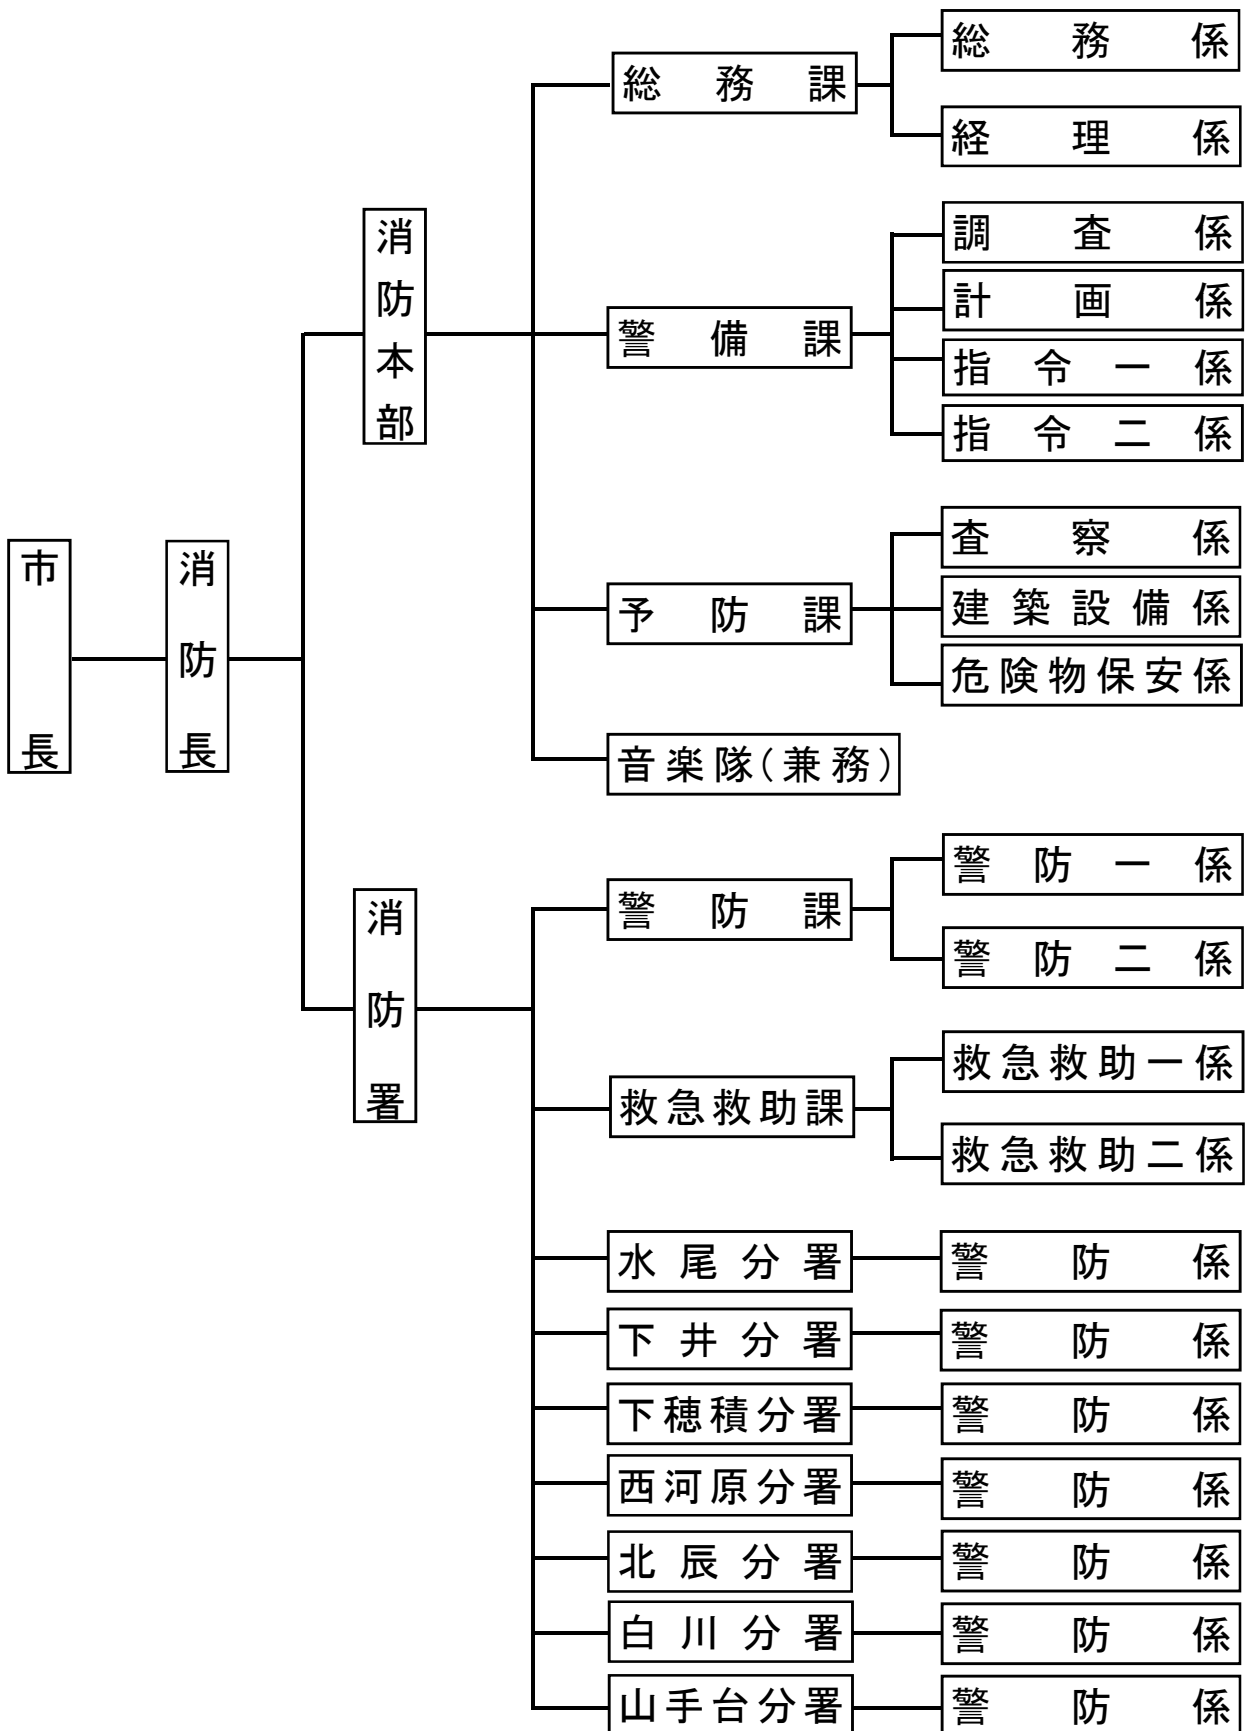 市長
消防長
消防本部
総務課
総務係
経理係
警備課
調査係
計画係
指令一係
指令二係
予防課
査察係
建築設備係
危険物保安係
音楽隊(兼務)
消防署
警防課
警防一係
警防二係
救急救助課
救急救助一係
救急救助二係
水尾分署
警防係
下井分署
警防係
下穂積分署
警防係
西河原分署
警防係
北辰分署
警防係
白川分署
警防係
山手台分署
警防係